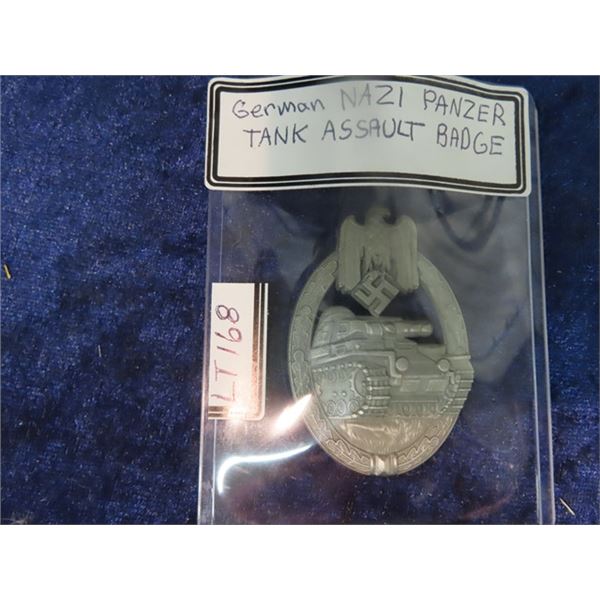 German NAZI PANZER
TANK ASSAULT BADGE
LT168